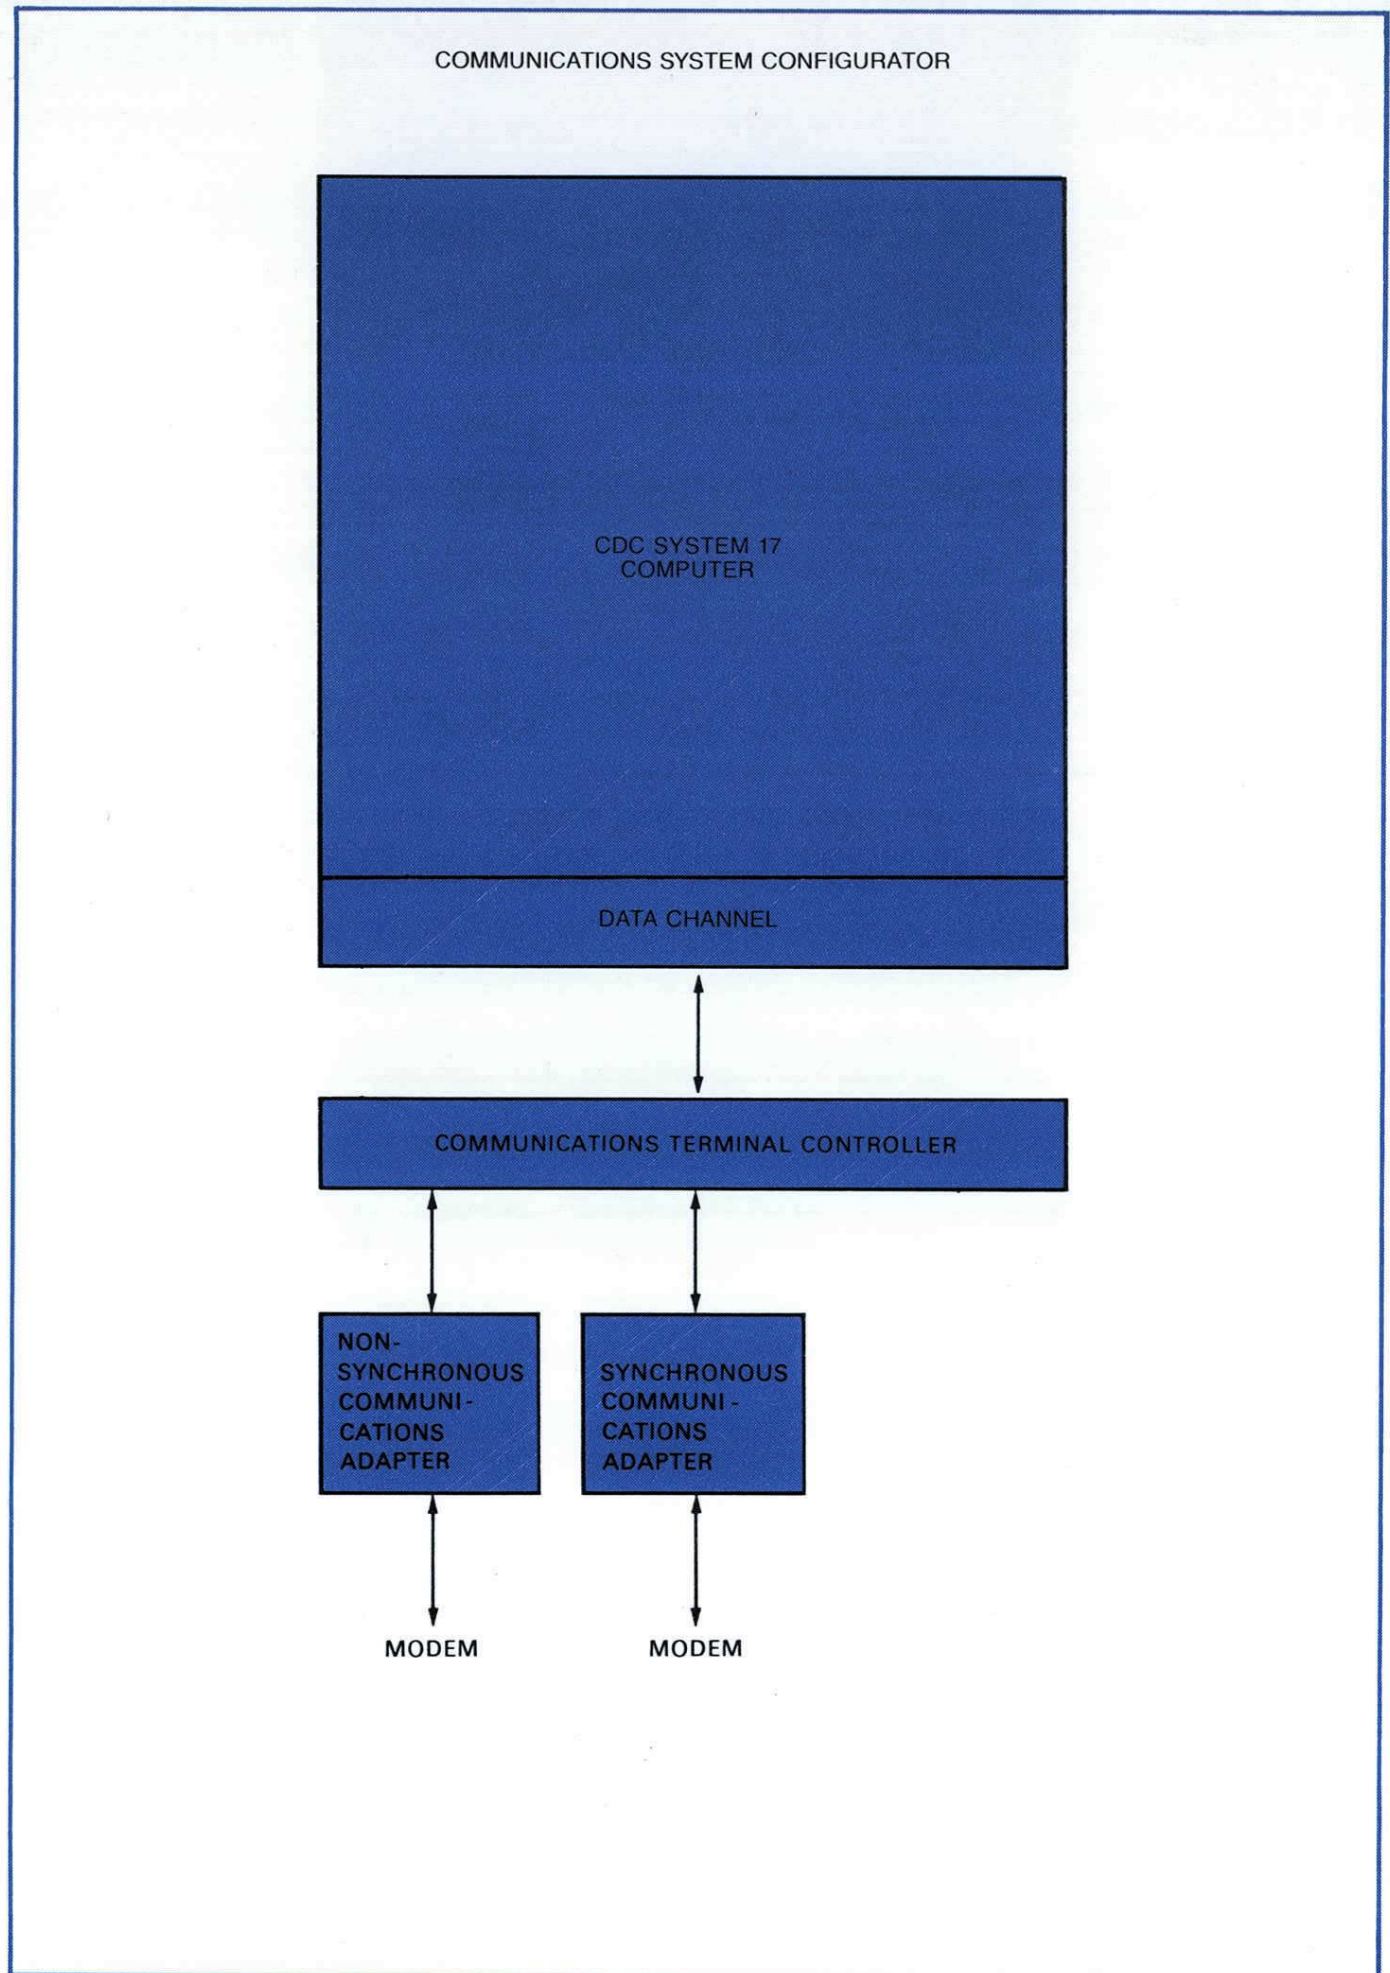 COMMUNICATIONS SYSTEM CONFIGURATOR
CDC SYSTEM 17
COMPUTER
DATA CHANNEL
COMMUNICATIONS TERMINAL CONTROLLER
NON-
SYNCHRONOUS
COMMUNI-
CATIONS
ADAPTER
SYNCHRONOUS
COMMUNI-
CATIONS
ADAPTER
MODEM
MODEM